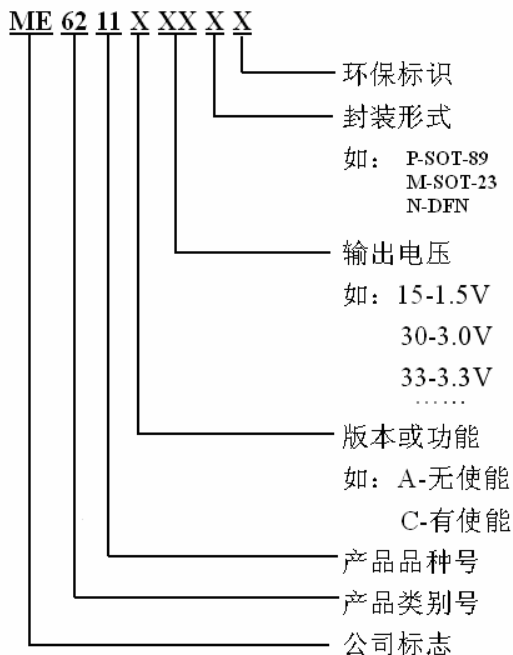 ME 62 11 X XX X X
环保标识
封装形式
如： P-SOT-89
M-SOT-23
N-DFN
输出电压
如：15-1.5V
30-3.0V
33-3.3V
……
版本或功能
如：A-无使能
C-有使能
产品品种号
产品类别号
公司标志